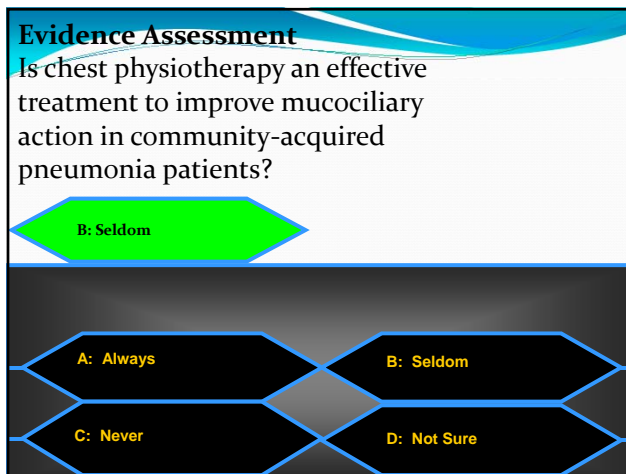 Evidence Assessment
Is chest physiotherapy an effective
treatment to improve mucociliary
action in community-acquired
pneumonia patients?
B: Seldom
A:  Always
B:  Seldom
C:  Never
D:  Not Sure